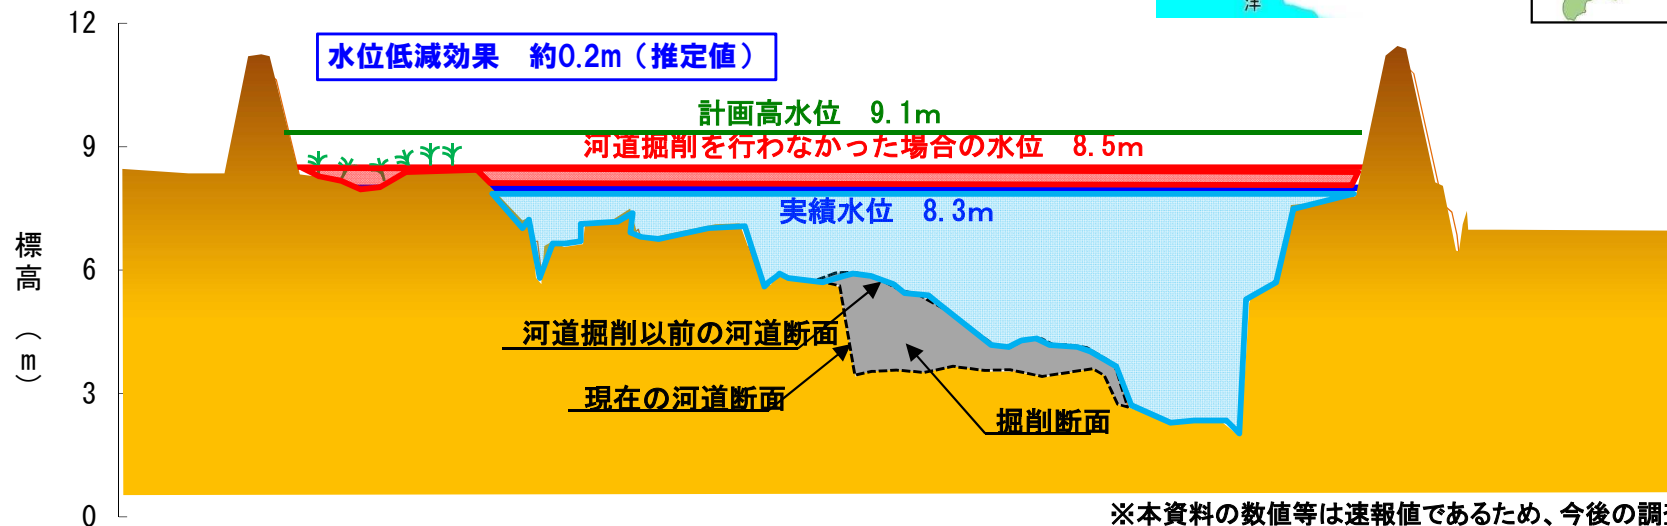 洋
12
水位低減効果　約0.2m（推定値）
計画高水位　9.1m
9
河道掘削を行わなかった場合の水位　8.5m
実績水位　8.3m
標高（m）
6
河道掘削以前の河道断面
現在の河道断面
3
掘削断面
0
※本資料の数値等は速報値であるため、今後の調